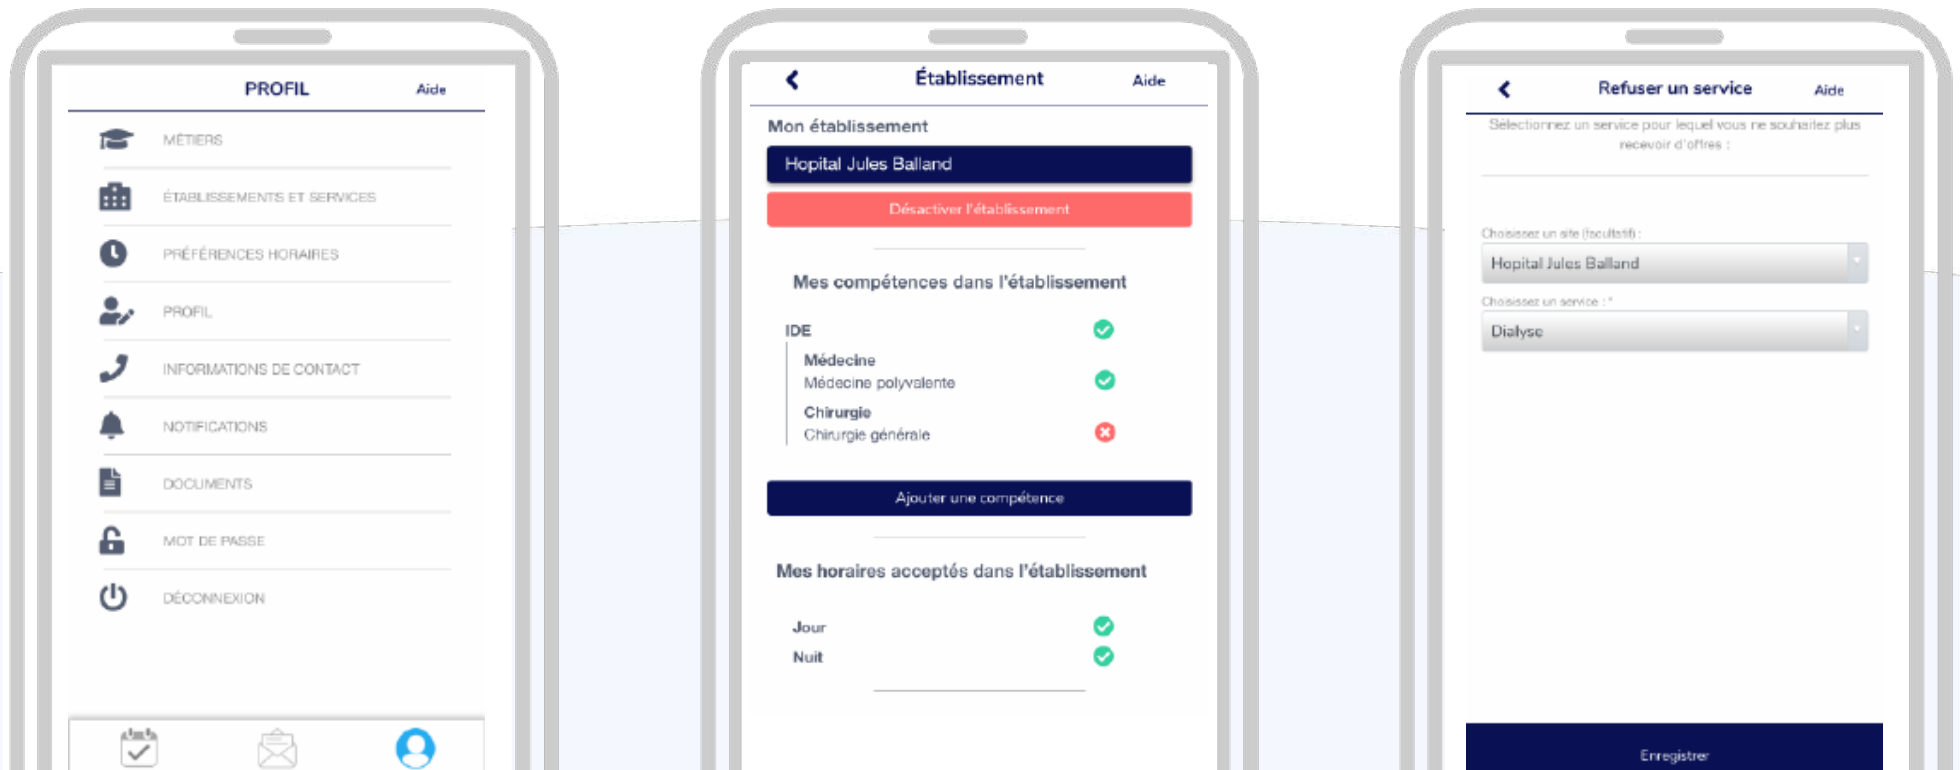 PROFIL
Aide
MÉTIERS
ÉTABLISSEMENTS ET SERVICES
PRÉFÉRENCES HORAIRES
PROFIL
INFORMATIONS DE CONTACT
NOTIFICATIONS
DOCUMENTS
MOT DE PASSE
DÉCONNEXION
Établissement
Aide
Mon établissement
Hopital Jules Balland
Désactiver l'établissement
Mes compétences dans l'établissement
IDE
Médecine
Médecine polyvalente
Chirurgie
Chirurgie générale
Ajouter une compétence
Mes horaires acceptés dans l'établissement
Jour
Nuit
Refuser un service
Aide
Sélectionnez un service pour lequel vous ne souhaitez plus
recevoir d'offres :
Choisissez un site (facultatif) :
Hopital Jules Balland
Choisissez un service : *
Dialyse
Enregistrer